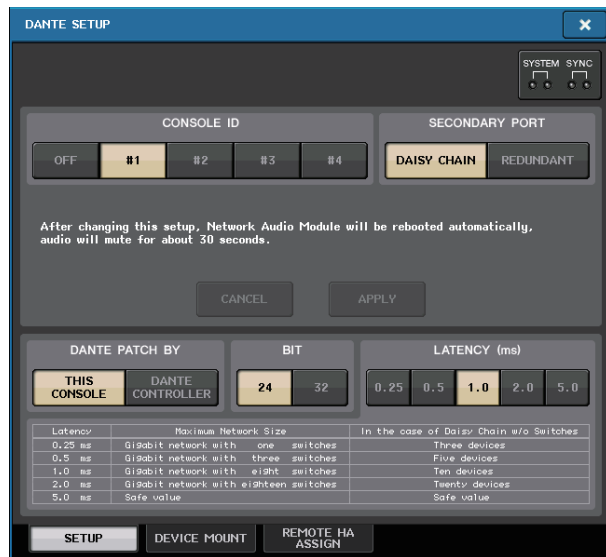 DANTE SETUP
SYSTEM SYNC
CONSOLE ID
SECONDARY PORT
OFF #1 #2 #3 #4
DAISY CHAIN REDUNDANT
After changing this setup, Network Audio Module will be rebooted automatically,
audio will mute for about 30 seconds.
CANCEL APPLY
DANTE PATCH BY
BIT
LATENCY (ms)
THIS CONSOLE
DANTE CONTROLLER
24 32
0.25 0.5 1.0 2.0 5.0
Latency Maximum Network Size In the case of Daisy Chain w/o Switches
0.25 ms Gigabit network with one switches Three devices
0.5 ms Gigabit network with three switches Five devices
1.0 ms Gigabit network with eight switches Ten devices
2.0 ms Gigabit network with eighteen switches Twenty devices
5.0 ms Safe value Safe value
SETUP
DEVICE MOUNT
REMOTE HA ASSIGN